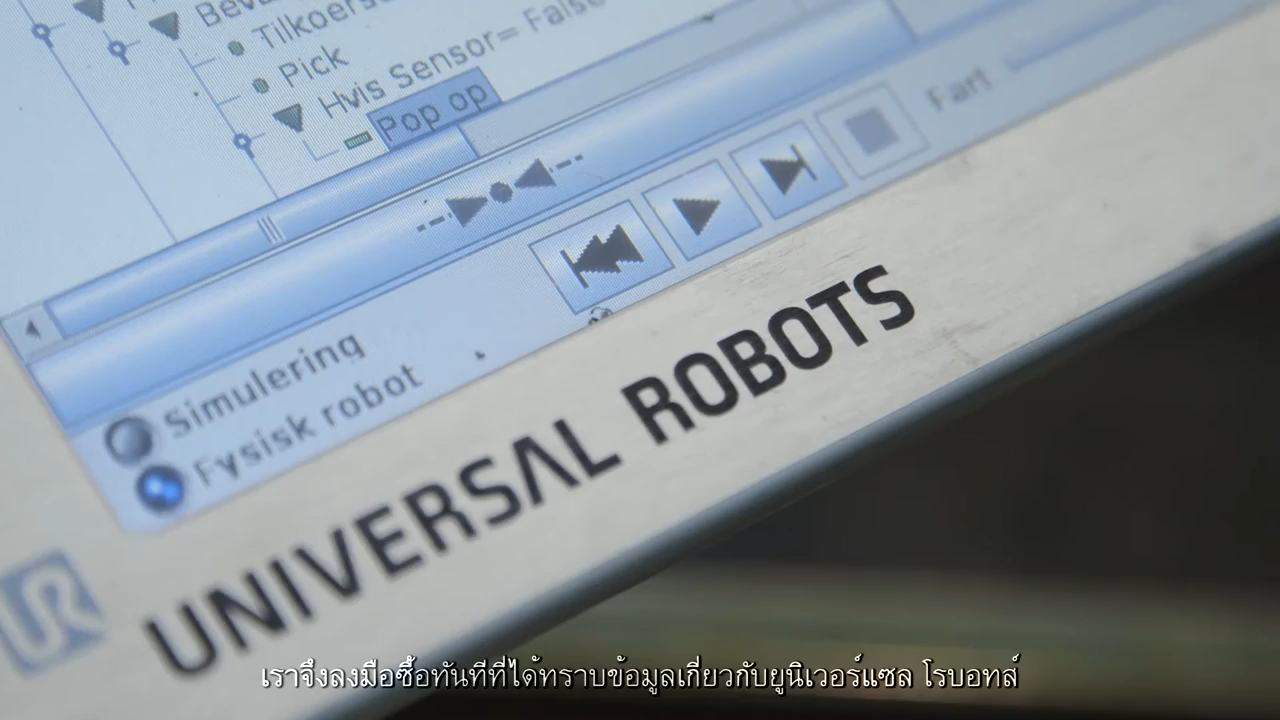 Tilkoers
Pick
Hvis Sensor= False
Pop op
Fart
Simulering
Fysisk robot
UNIVERSAL ROBOTS
UR
เราจึงลงมือซื้อทันทีที่ได้ทราบข้อมูลเกี่ยวกับยูนิเวอร์แซล โรบอทส์